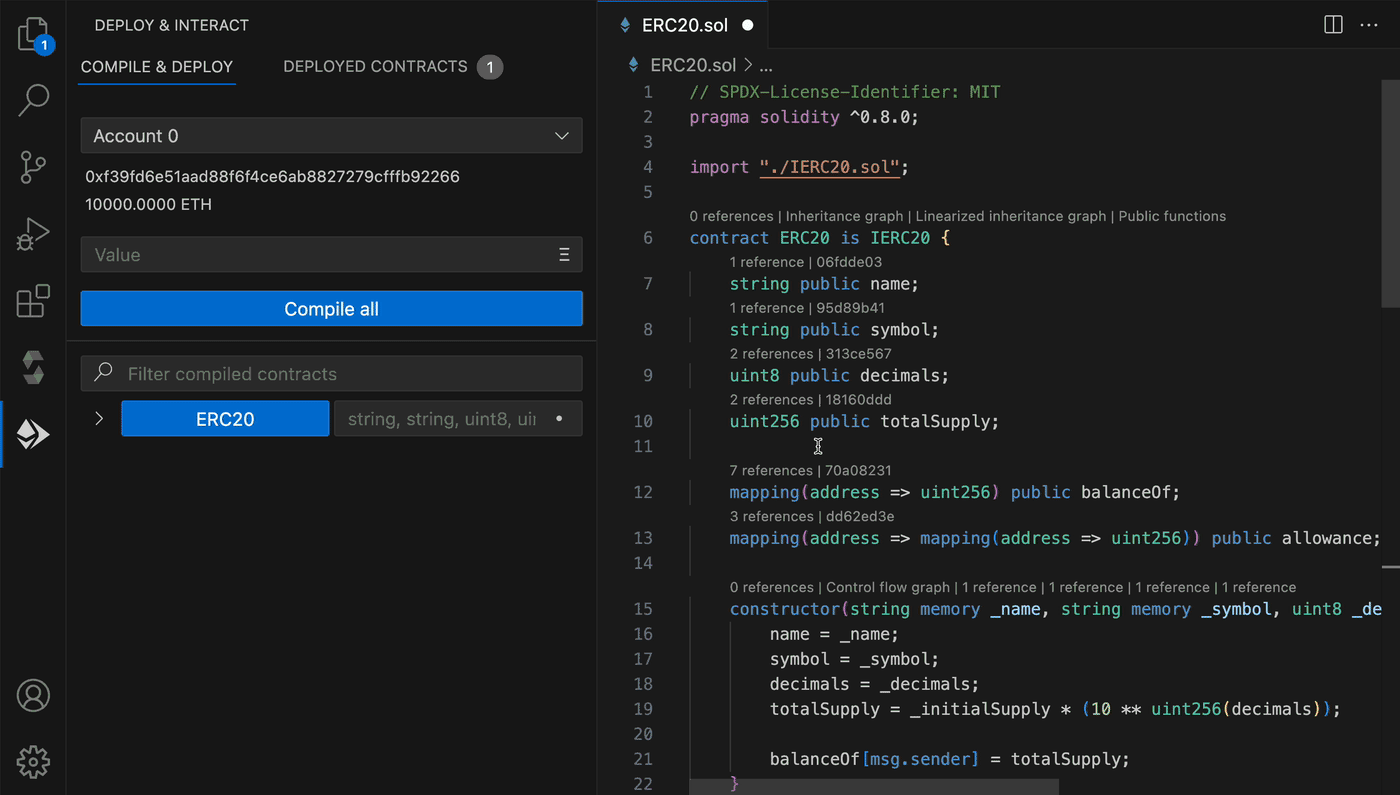 1
DEPLOY & INTERACT
COMPILE & DEPLOY
DEPLOYED CONTRACTS 1
Account 0
0xf39fd6e51aad88f6f4ce6ab8827279cfffb92266
10000.0000 ETH
Value
Compile all
Filter compiled contracts
ERC20
string, string, uint8, uin
ERC20.sol
ERC20.sol > ...
1 // SPDX-License-Identifier: MIT
2 pragma solidity ^0.8.0;
3
4 import "./IERC20.sol";
5
0 references | Inheritance graph | Linearized inheritance graph | Public functions
6 contract ERC20 is IERC20 {
1 reference | 06fdde03
7 string public name;
1 reference | 95d89b41
8 string public symbol;
2 references | 313ce567
9 uint8 public decimals;
2 references | 18160ddd
10 uint256 public totalSupply;
11
7 references | 70a08231
12 mapping(address => uint256) public balanceOf;
3 references | dd62ed3e
13 mapping(address => mapping(address => uint256)) public allowance;
14
0 references | Control flow graph | 1 reference | 1 reference | 1 reference | 1 reference
15 constructor(string memory _name, string memory _symbol, uint8 _de
16 name = _name;
17 symbol = _symbol;
18 decimals = _decimals;
19 totalSupply = _initialSupply * (10 ** uint256(decimals));
20
21 balanceOf[msg.sender] = totalSupply;
22 }